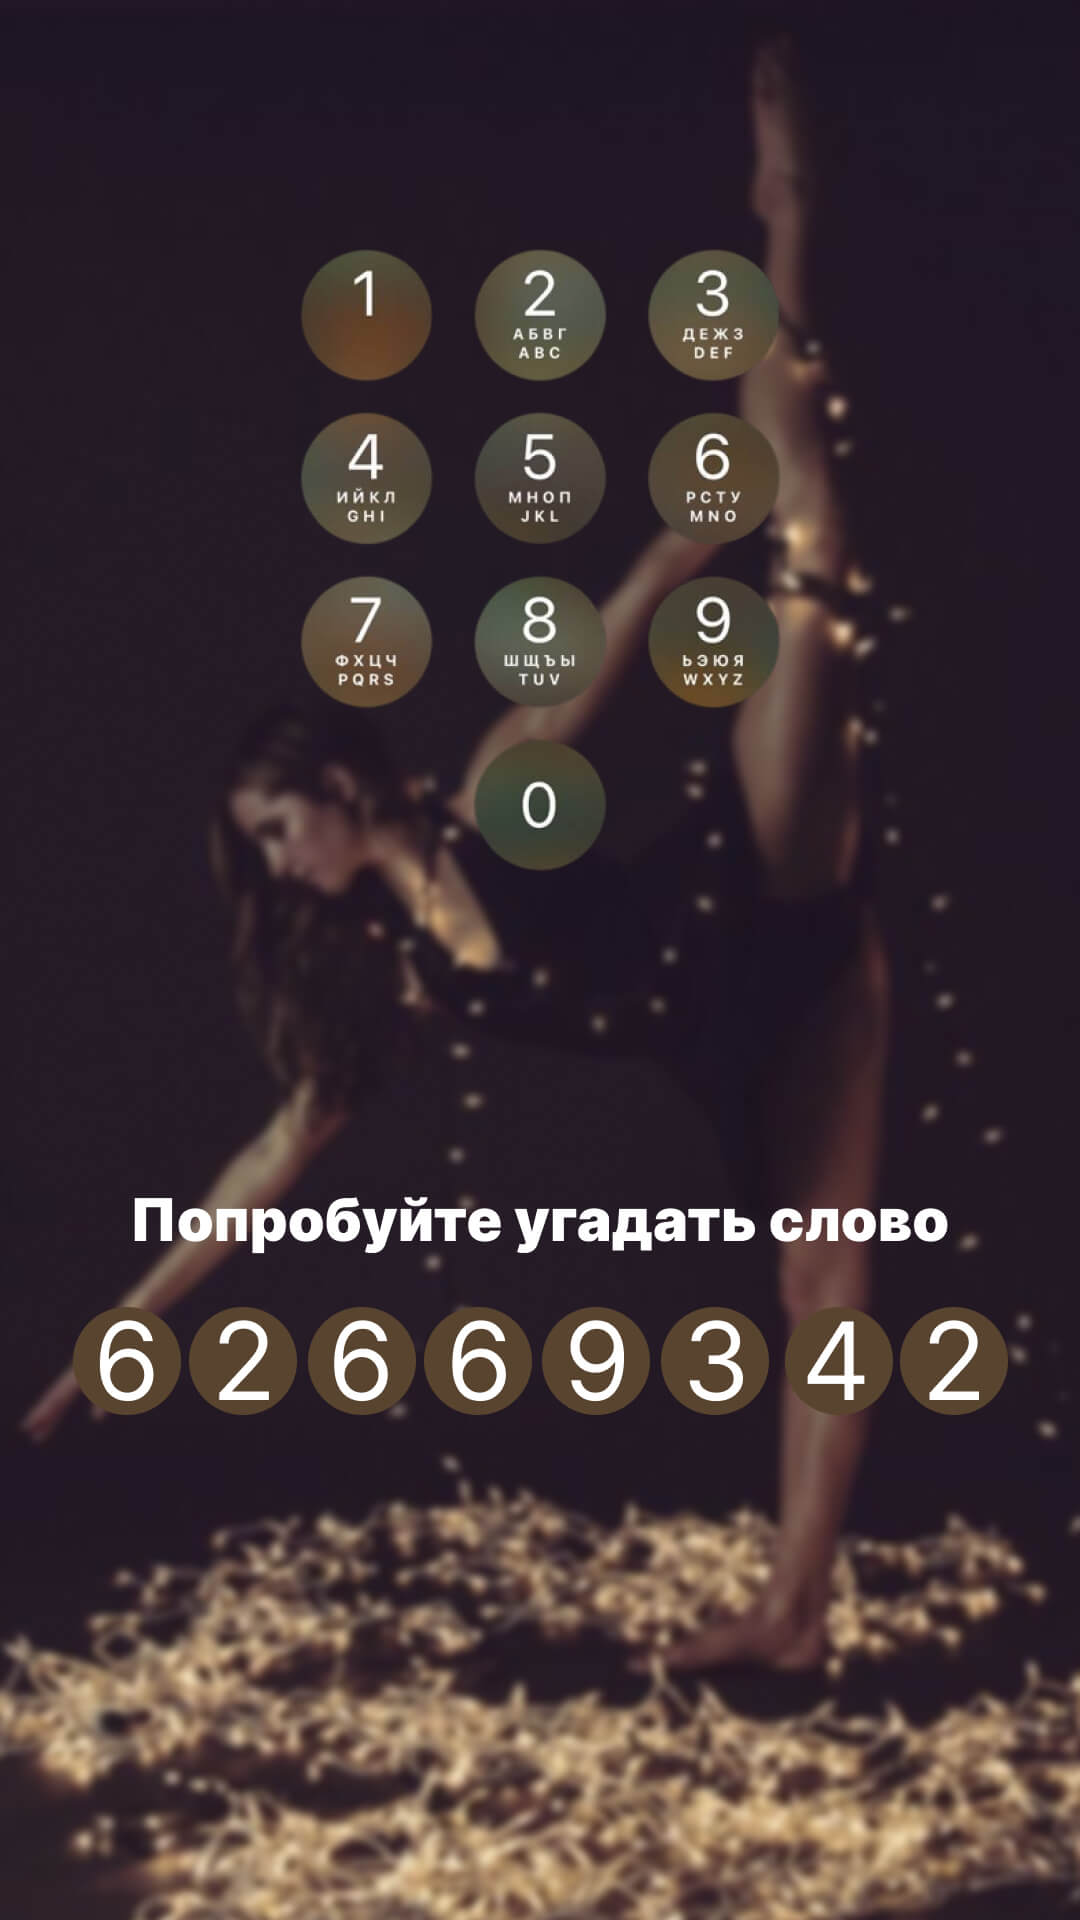 1 2 3
АБВГ ДЕЖЗ
ABC DEF
4 5 6
ИЙКЛ МНОП РСТУ
GHI JKL MNO
7 8 9
ФХЦЧ ШЩЪЫ ЬЭЮЯ
PQRS TUV WXYZ
0
Попробуйте угадать слово
6 2 6 6 9 3 4 2